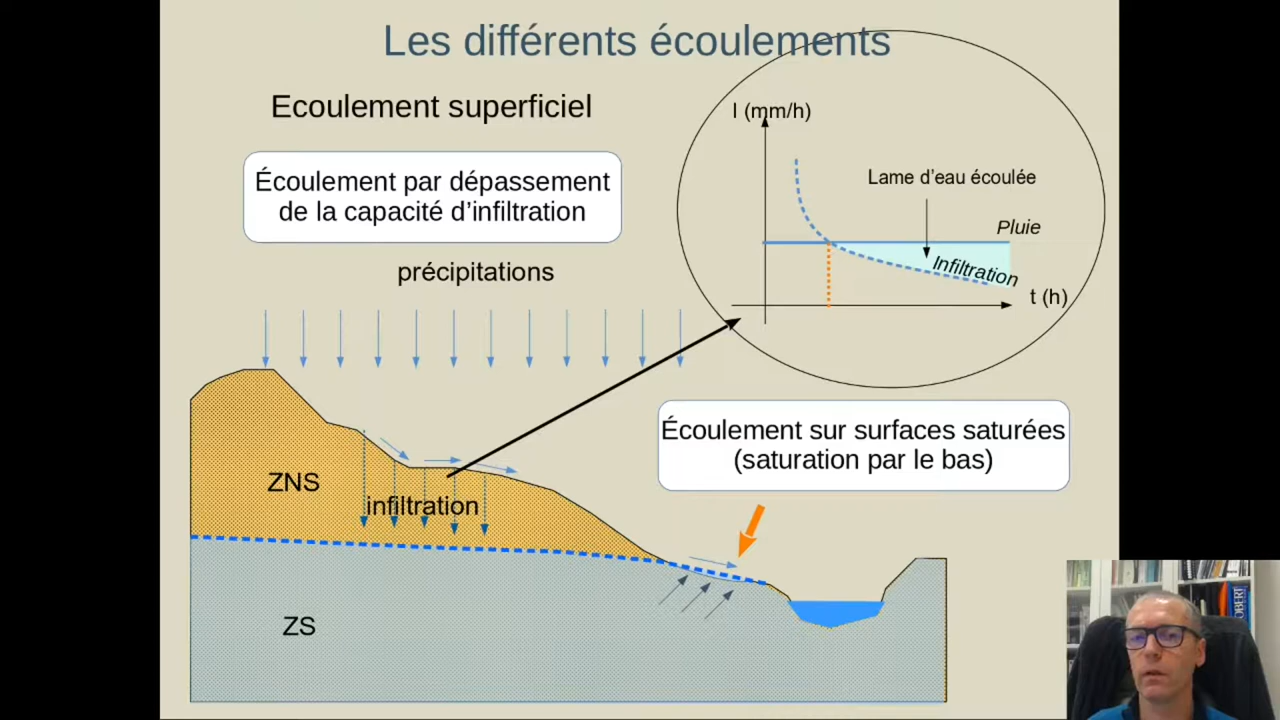 Les différents écoulements
Ecoulement superficiel
Écoulement par dépassement
de la capacité d'infiltration
précipitations
I (mm/h)
Lame d'eau écoulée
Pluie
Infiltration
t (h)
Écoulement sur surfaces saturées
(saturation par le bas)
ZNS
infiltration
ZS
OBERT